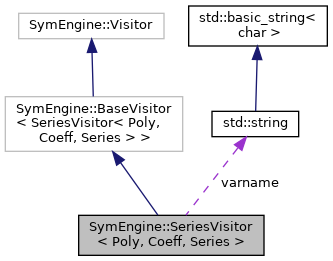 SymEngine::Visitor
std::basic_string<
char >
SymEngine::BaseVisitor
< SeriesVisitor< Poly,
Coeff, Series > >
std::string
varname
SymEngine::SeriesVisitor
< Poly, Coeff, Series >